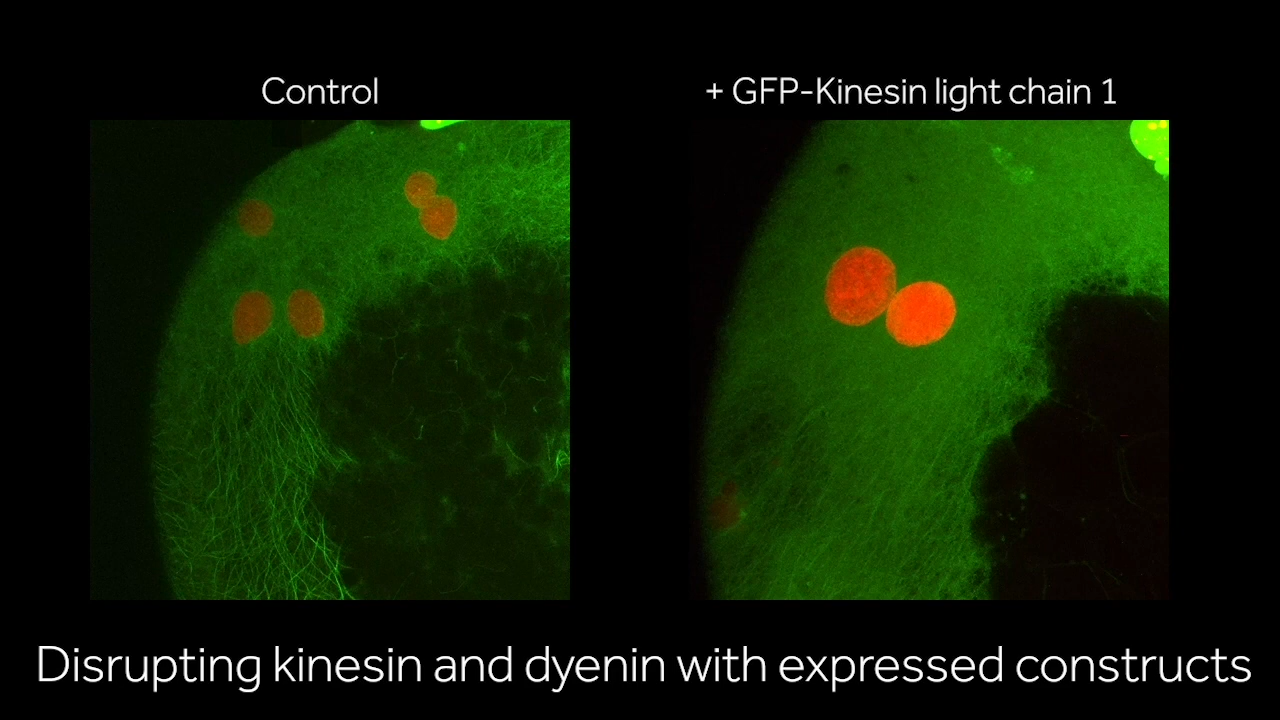 Control
+ GFP-Kinesin light chain 1
Disrupting kinesin and dyenin with expressed constructs